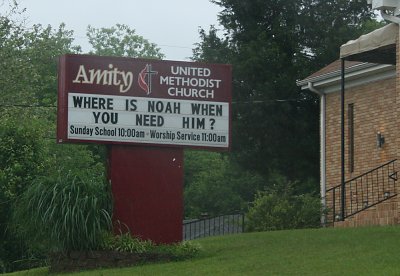 Amity UNITED
METHODIST
CHURCH
WHERE IS NOAH WHEN
YOU NEED HIM?
Sunday School 10:00am - Worship Service 11:00am